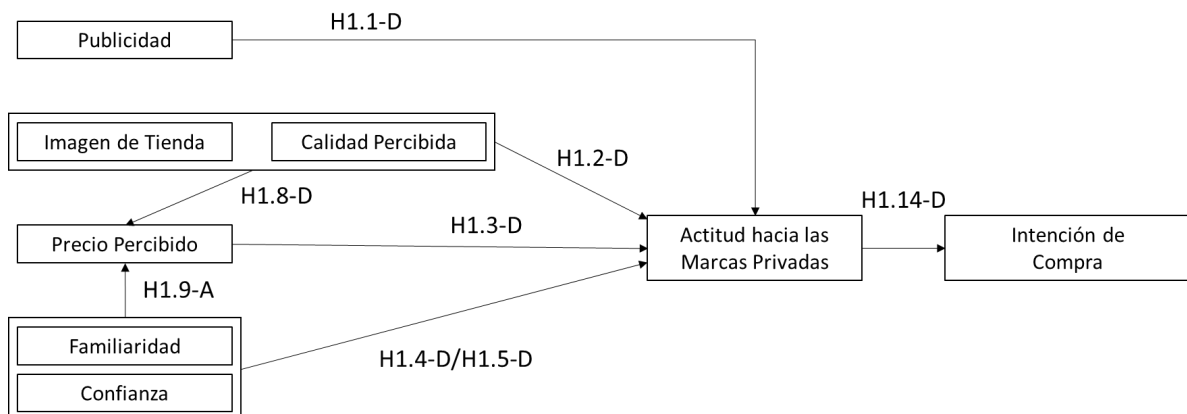 H1.1-D
Publicidad
Imagen de Tienda
Calidad Percibida
H1.2-D
H1.8-D
H1.14-D
H1.3-D
Precio Percibido
Actitud hacia las
Marcas Privadas
Intención de
Compra
H1.9-A
Familiaridad
H1.4-D/H1.5-D
Confianza